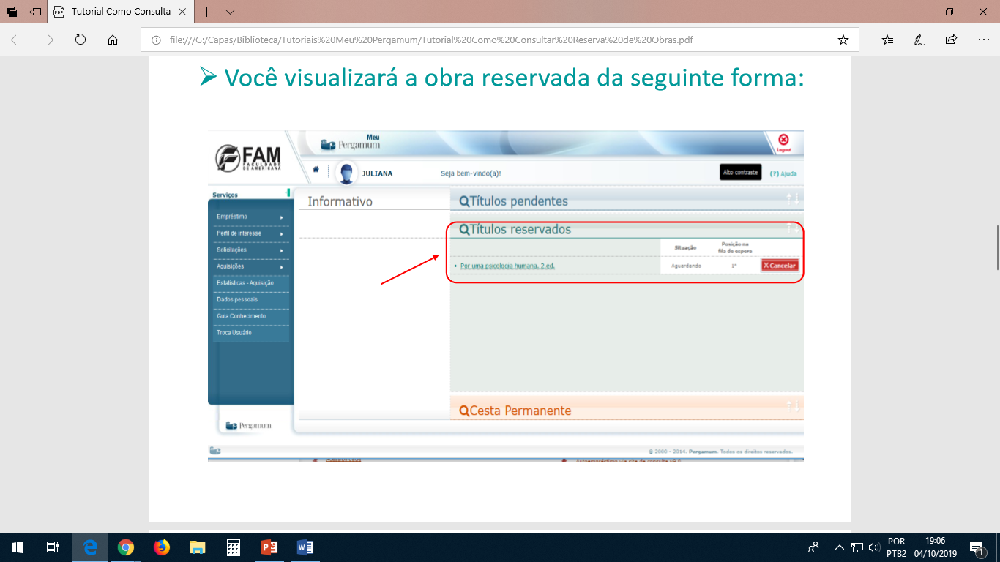 Tutorial Como Consulta
file:///G:/Capas/Biblioteca/Tutoriais%20Meu%20Pergamum/Tutorial%20Como%20Consultar%20Reserva%20de%20Obras.pdf
Você visualizará a obra reservada da seguinte forma:
FAM
FACULDADE
DE AMERICANA
Meu
Pergamum
Logout
JULIANA
Seja bem-vindo(a)!
Alto contraste
(?) Ajuda
Serviços
Empréstimo
Perfil de interesse
Solicitações
Aquisições
Estatísticas - Aquisição
Dados pessoais
Guia Conhecimento
Troca Usuário
Pergamum
Informativo
Títulos pendentes
Títulos reservados
Situação
Posição na
fila de espera
• Por uma psicologia humana, 2.ed.
Aguardando
1º
X Cancelar
Cesta Permanente
© 2000 - 2014. Pergamum. Todos os direitos reservados.
POR
PTB2
19:06
04/10/2019
1